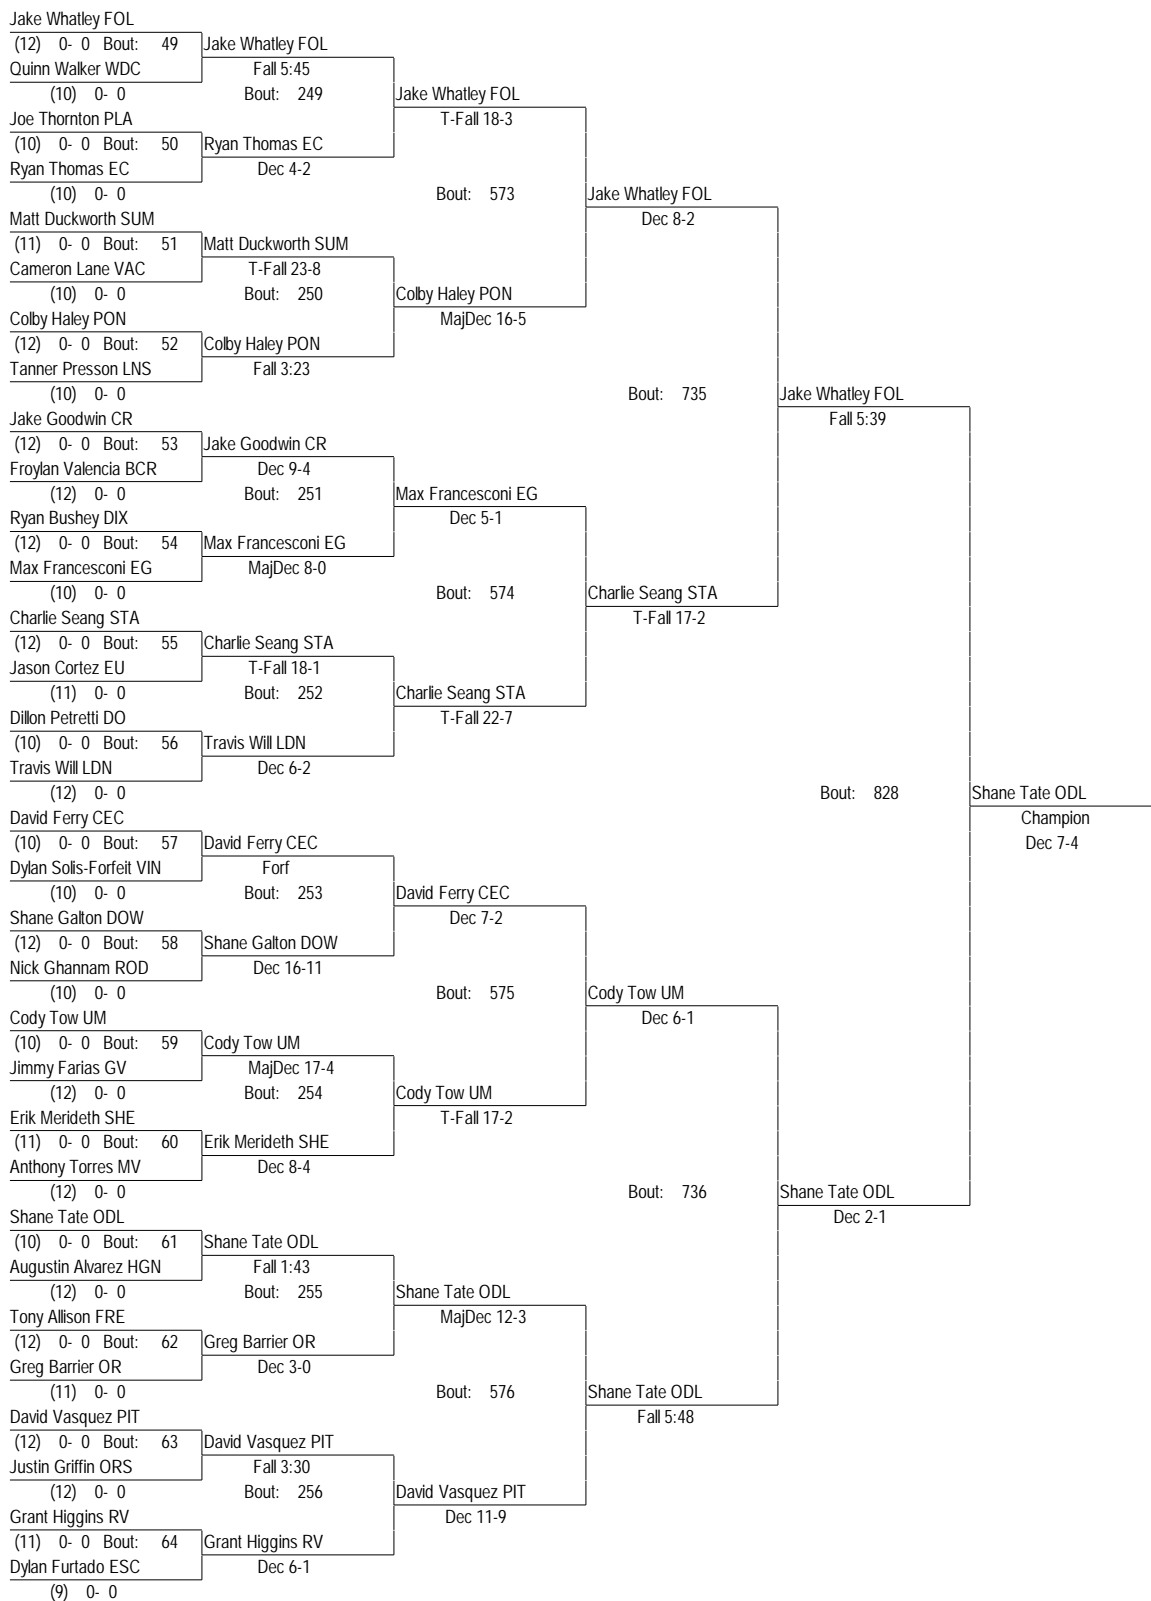 Jake Whatley FOL
(12) 0- 0 Bout: 49 Jake Whatley FOL
Quinn Walker WDC Fall 5:45
(10) 0- 0 Bout: 249 Jake Whatley FOL
Joe Thornton PLA T-Fall 18-3
(10) 0- 0 Bout: 50 Ryan Thomas EC
Ryan Thomas EC Dec 4-2
(10) 0- 0 Bout: 573 Jake Whatley FOL
Matt Duckworth SUM Dec 8-2
(11) 0- 0 Bout: 51 Matt Duckworth SUM
Cameron Lane VAC T-Fall 23-8
(10) 0- 0 Bout: 250 Colby Haley PON
Colby Haley PON MajDec 16-5
(12) 0- 0 Bout: 52 Colby Haley PON
Tanner Presson LNS Fall 3:23
(10) 0- 0 Bout: 735 Jake Whatley FOL
Jake Goodwin CR Fall 5:39
(12) 0- 0 Bout: 53 Jake Goodwin CR
Froylan Valencia BCR Dec 9-4
(12) 0- 0 Bout: 251 Max Francesconi EG
Ryan Bushey DIX Dec 5-1
(12) 0- 0 Bout: 54 Max Francesconi EG
Max Francesconi EG MajDec 8-0
(10) 0- 0 Bout: 574 Charlie Seang STA
Charlie Seang STA T-Fall 17-2
(12) 0- 0 Bout: 55 Charlie Seang STA
Jason Cortez EU T-Fall 18-1
(11) 0- 0 Bout: 252 Charlie Seang STA
Dillon Petretti DO T-Fall 22-7
(10) 0- 0 Bout: 56 Travis Will LDN
Travis Will LDN Dec 6-2
(12) 0- 0 Bout: 828 Shane Tate ODL
David Ferry CEC Champion
(10) 0- 0 Bout: 57 David Ferry CEC Dec 7-4
Dylan Solis-Forfeit VIN Forf
(10) 0- 0 Bout: 253 David Ferry CEC
Shane Galton DOW Dec 7-2
(12) 0- 0 Bout: 58 Shane Galton DOW
Nick Ghannam ROD Dec 16-11
(10) 0- 0 Bout: 575 Cody Tow UM
Cody Tow UM Dec 6-1
(10) 0- 0 Bout: 59 Cody Tow UM
Jimmy Farias GV MajDec 17-4
(12) 0- 0 Bout: 254 Cody Tow UM
Erik Merideth SHE T-Fall 17-2
(11) 0- 0 Bout: 60 Erik Merideth SHE
Anthony Torres MV Dec 8-4
(12) 0- 0 Bout: 736 Shane Tate ODL
Shane Tate ODL Dec 2-1
(10) 0- 0 Bout: 61 Shane Tate ODL
Augustin Alvarez HGN Fall 1:43
(12) 0- 0 Bout: 255 Shane Tate ODL
Tony Allison FRE MajDec 12-3
(12) 0- 0 Bout: 62 Greg Barrier OR
Greg Barrier OR Dec 3-0
(11) 0- 0 Bout: 576 Shane Tate ODL
David Vasquez PIT Fall 5:48
(12) 0- 0 Bout: 63 David Vasquez PIT
Justin Griffin ORS Fall 3:30
(12) 0- 0 Bout: 256 David Vasquez PIT
Grant Higgins RV Dec 11-9
(11) 0- 0 Bout: 64 Grant Higgins RV
Dylan Furtado ESC Dec 6-1
(9) 0- 0